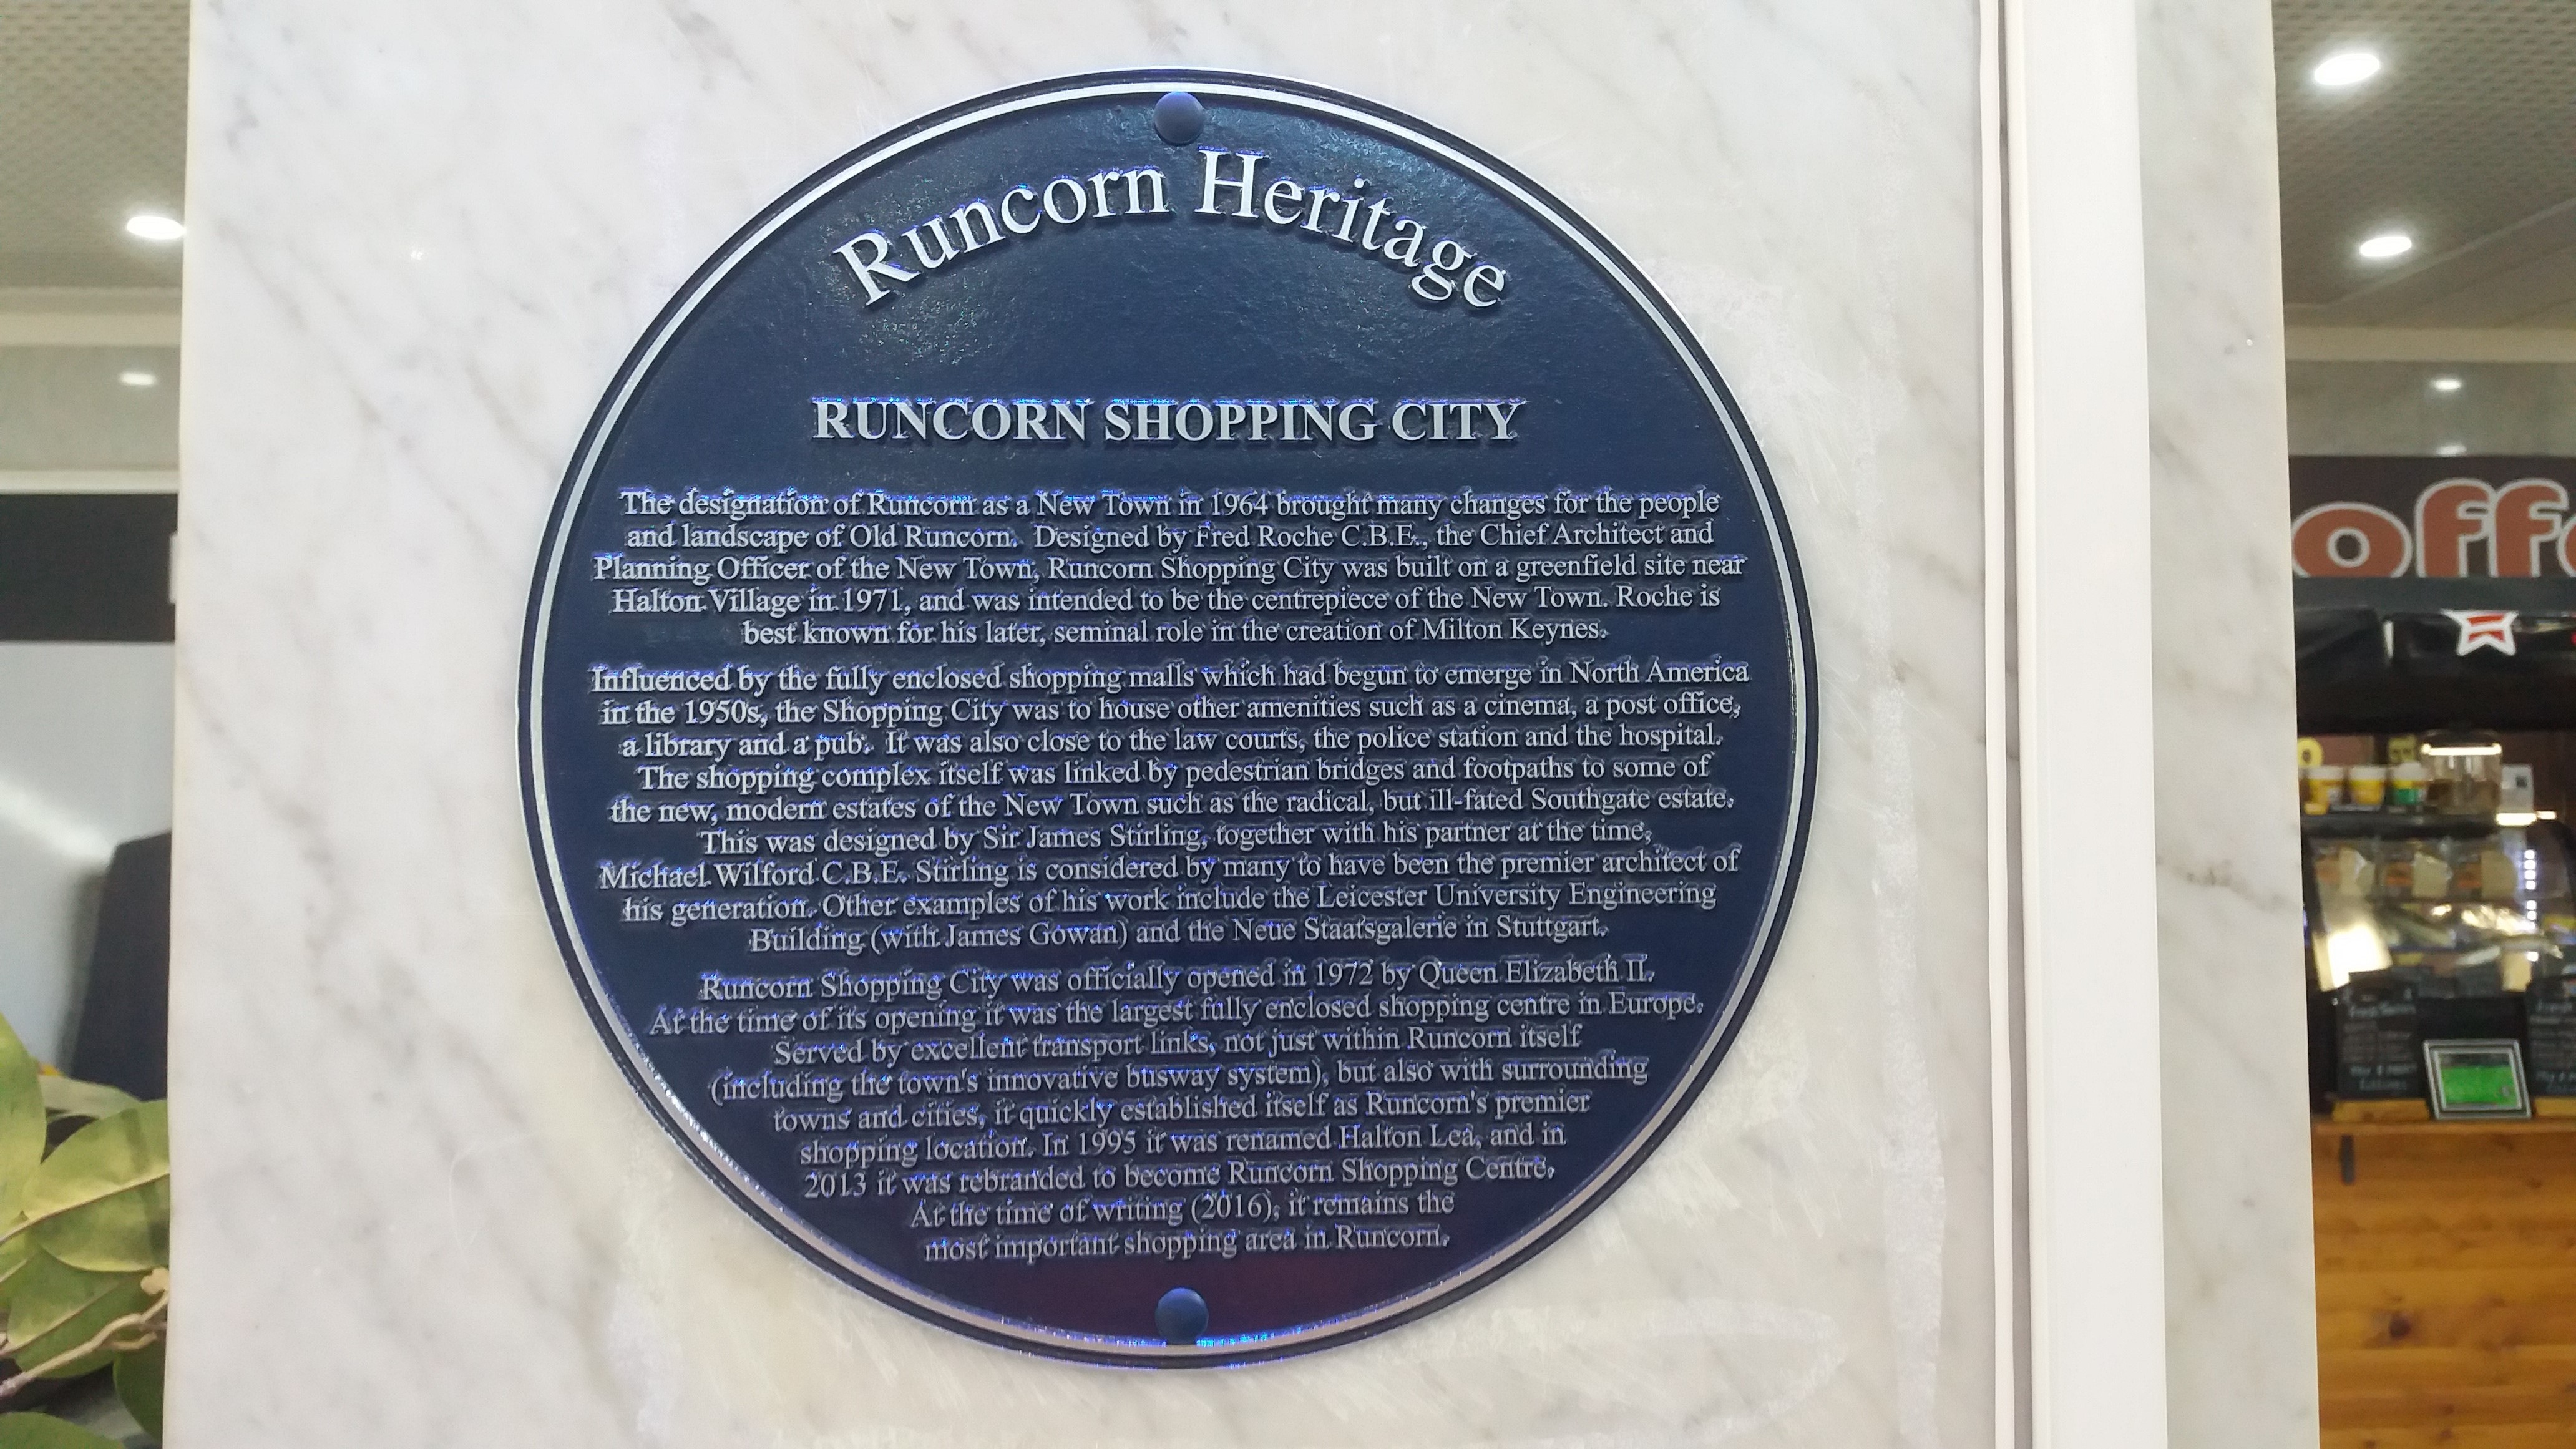 Runcorn Heritage
RUNCORN SHOPPING CITY
The designation of Runcorn as a New Town in 1964 brought many changes for the people
and landscape of Old Runcorn. Designed by Fred Roche C.B.E., the Chief Architect and
Planning Officer of the New Town, Runcorn Shopping City was built on a greenfield site near
Halton Village in 1971, and was intended to be the centrepiece of the New Town. Roche is
best known for his later, seminal role in the creation of Milton Keynes.
Influenced by the fully enclosed shopping malls which had begun to emerge in North America
in the 1950s, the Shopping City was to house other amenities such as a cinema, a post office,
a library and a pub. It was also close to the law courts, the police station and the hospital.
The shopping complex itself was linked by pedestrian bridges and footpaths to some of
the new, modern estates of the New Town such as the radical, but ill-fated Southgate estate.
This was designed by Sir James Stirling, together with his partner at the time,
Michael Wilford C.B.E. Stirling is considered by many to have been the premier architect of
his generation. Other examples of his work include the Leicester University Engineering
Building (with James Gowan) and the Neue Staatsgalerie in Stuttgart.
Runcorn Shopping City was officially opened in 1972 by Queen Elizabeth II.
At the time of its opening it was the largest fully enclosed shopping centre in Europe.
Served by excellent transport links, not just within Runcorn itself
(including the town's innovative busway system), but also with surrounding
towns and cities, it quickly established itself as Runcorn's premier
shopping location. In 1995 it was renamed Halton Lea, and in
2013 it was rebranded to become Runcorn Shopping Centre.
At the time of writing (2016), it remains the
most important shopping area in Runcorn.
off